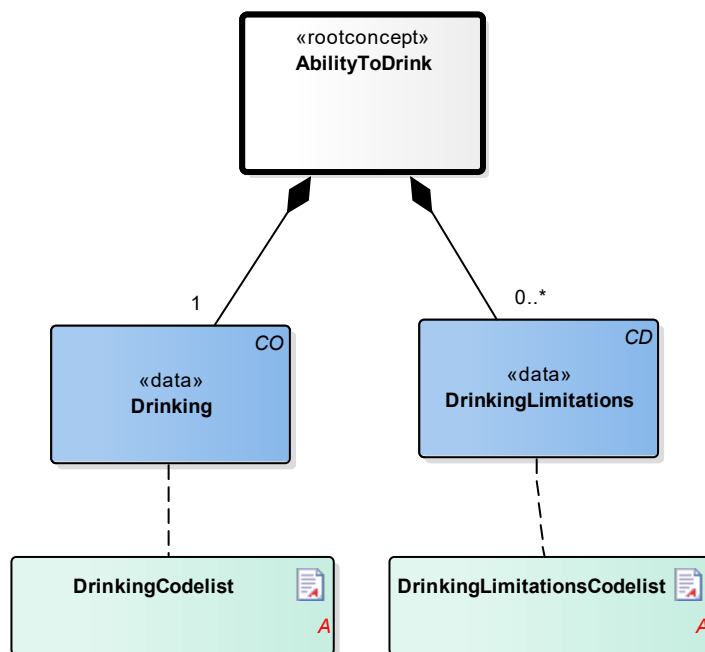 «rootconcept»
AbilityToDrink
1
0..*
CO
«data»
Drinking
CD
«data»
DrinkingLimitations
DrinkingCodelist
A
DrinkingLimitationsCodelist
A